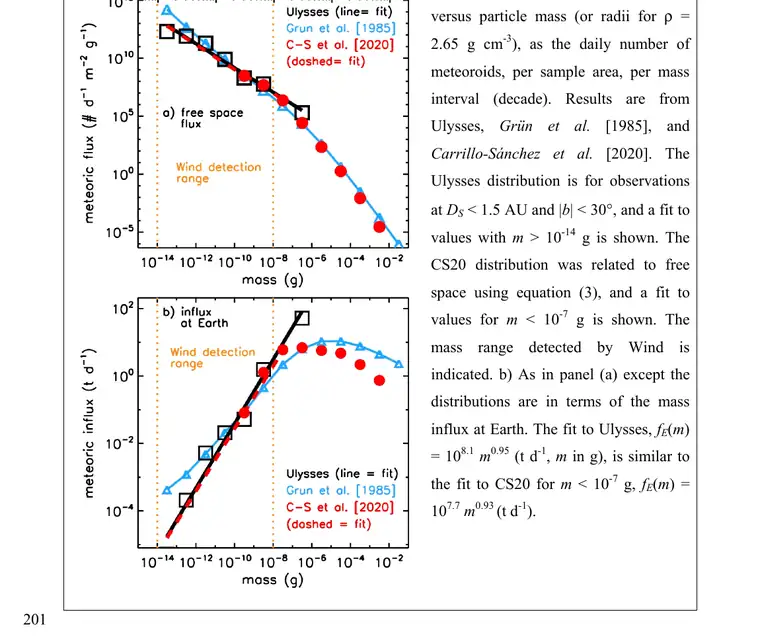 Ulysses (line= fit)
Grun et al. [1985]
C-S et al. [2020]
(doshed= fit)
10^10
10^5
10^0
10^-5
meteoric flux (# d^-1 m^-2 g^-1)
a) free space
flux
Wind detection
range
10^-14 10^-12 10^-10 10^-8 10^-6 10^-4 10^-2
mass (g)
b) influx
at Earth
Wind detection
range
10^2
10^0
10^-2
10^-4
meteoric influx (t d^-1)
Ulysses (line = fit)
Grun et al. [1985]
C-S et al. [2020]
(dashed = fit)
10^-14 10^-12 10^-10 10^-8 10^-6 10^-4 10^-2
mass (g)
versus particle mass (or radii for ρ =
2.65 g cm^-3), as the daily number of
meteoroids, per sample area, per mass
interval (decade). Results are from
Ulysses, Grün et al. [1985], and
Carrillo-Sánchez et al. [2020]. The
Ulysses distribution is for observations
at D_S < 1.5 AU and |b| < 30°, and a fit to
values with m > 10^-14 g is shown. The
CS20 distribution was related to free
space using equation (3), and a fit to
values for m < 10^-7 g is shown. The
mass range detected by Wind is
indicated. b) As in panel (a) except the
distributions are in terms of the mass
influx at Earth. The fit to Ulysses, f_E(m)
= 10^8.1 m^0.95 (t d^-1, m in g), is similar to
the fit to CS20 for m < 10^-7 g, f_E(m) =
10^7.7 m^0.93 (t d^-1).
201